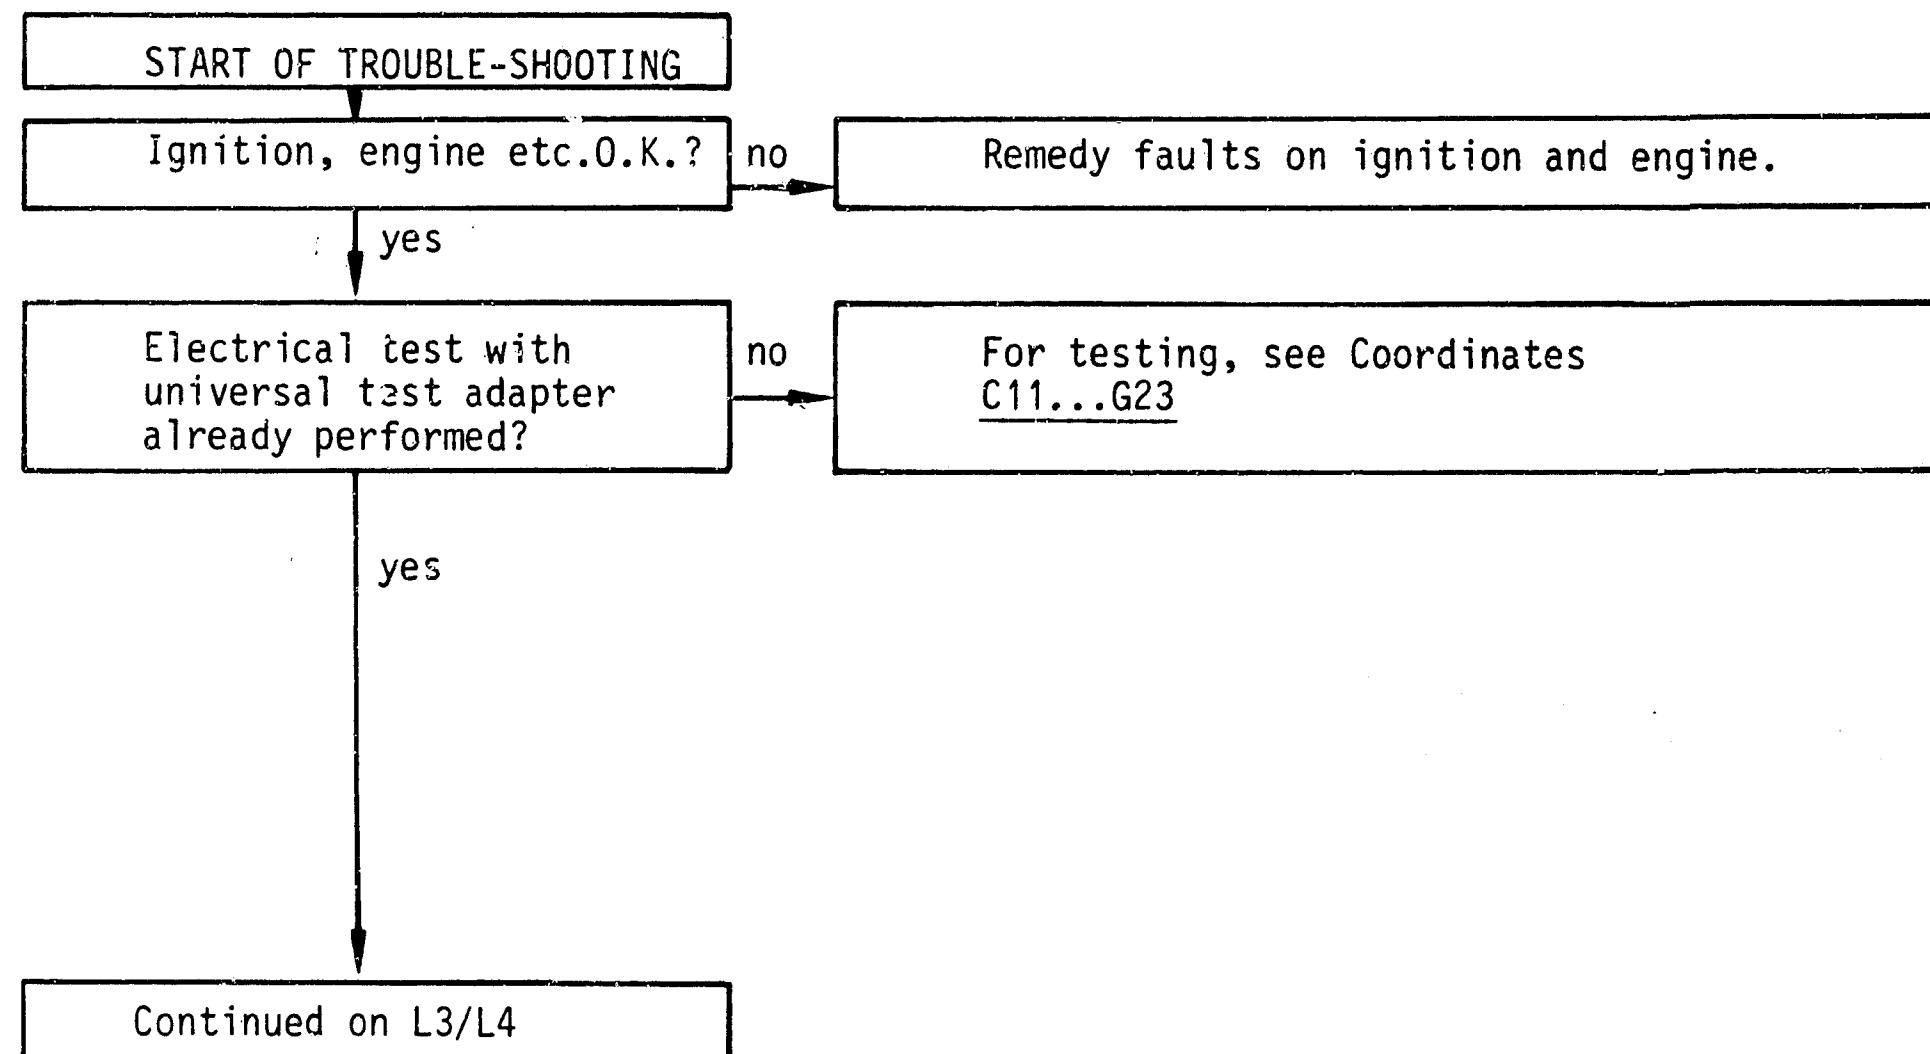 START OF TROUBLE-SHOOTING
Ignition, engine etc.O.K.?
no
Remedy faults on ignition and engine.
yes
Electrical test with
universal test adapter
already performed?
no
For testing, see Coordinates
C11...G23
yes
Continued on L3/L4